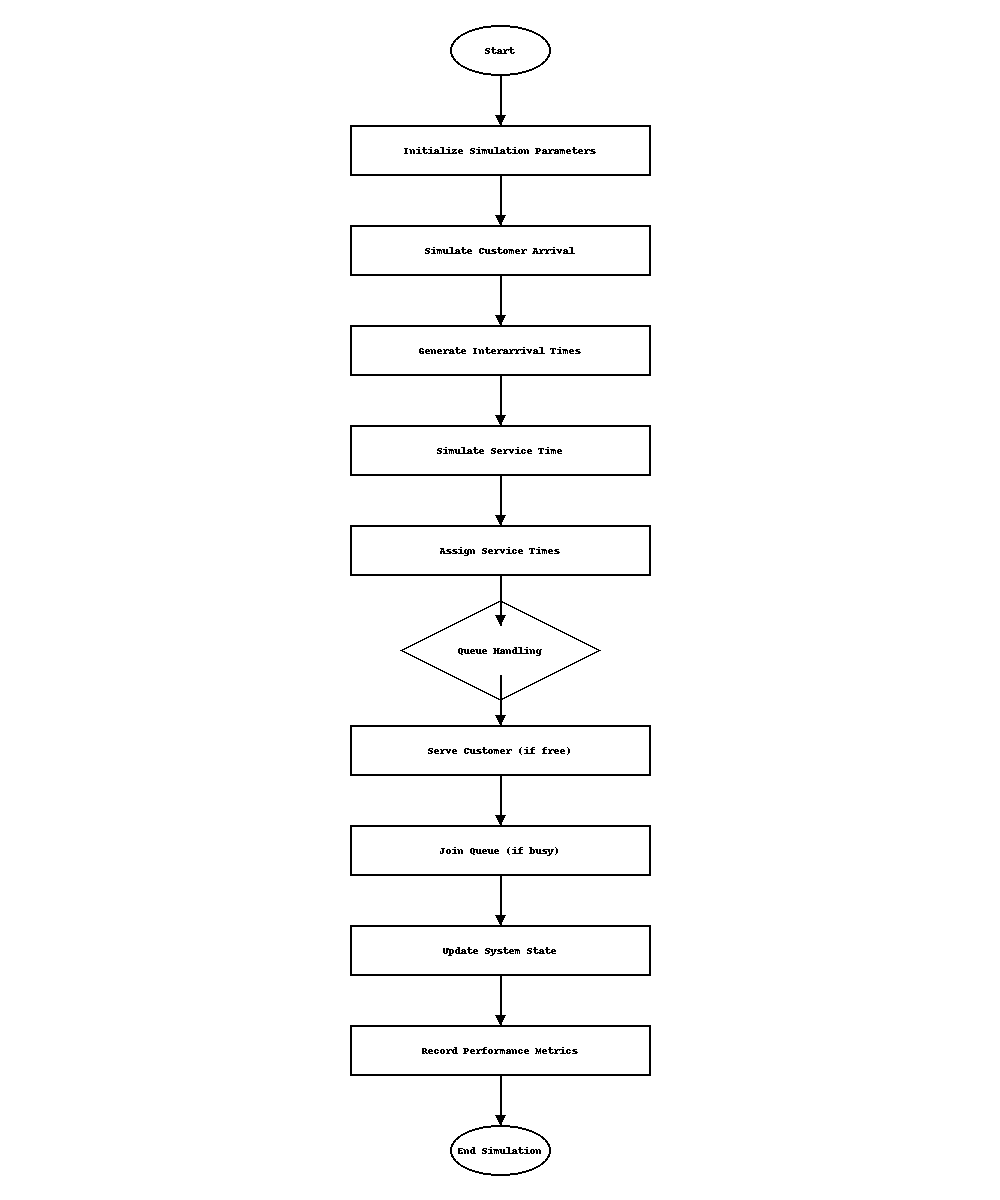 Start
Initialize Simulation Parameters
Simulate Customer Arrival
Generate Interarrival Times
Simulate Service Time
Assign Service Times
Queue Handling
Serve Customer (if free)
Join Queue (if busy)
Update System State
Record Performance Metrics
End Simulation